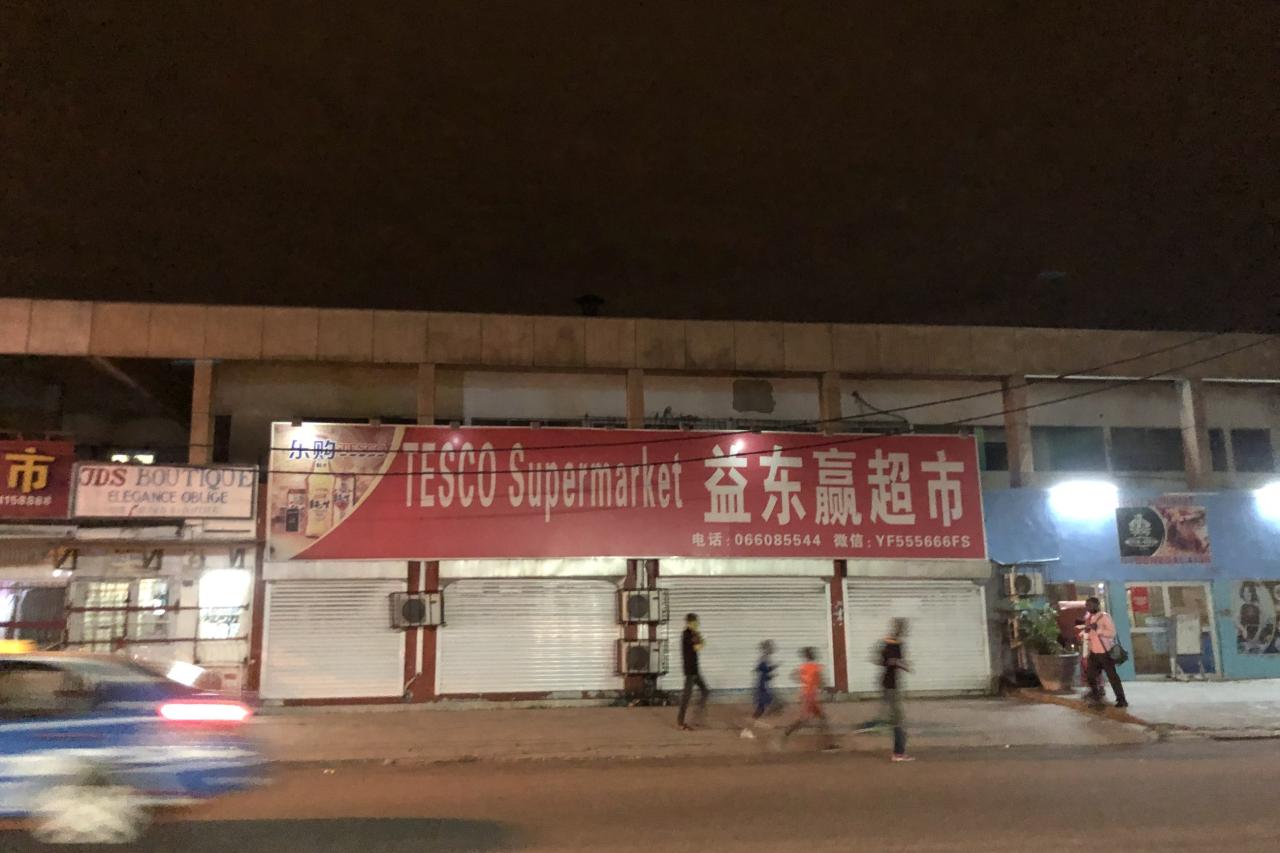 市
JDS BOUTIQUE
ELEGANCE OBLIGE
乐购 TESCO
TESCO Supermarket 益东赢超市
电话：066085544 微信：YF555666FS